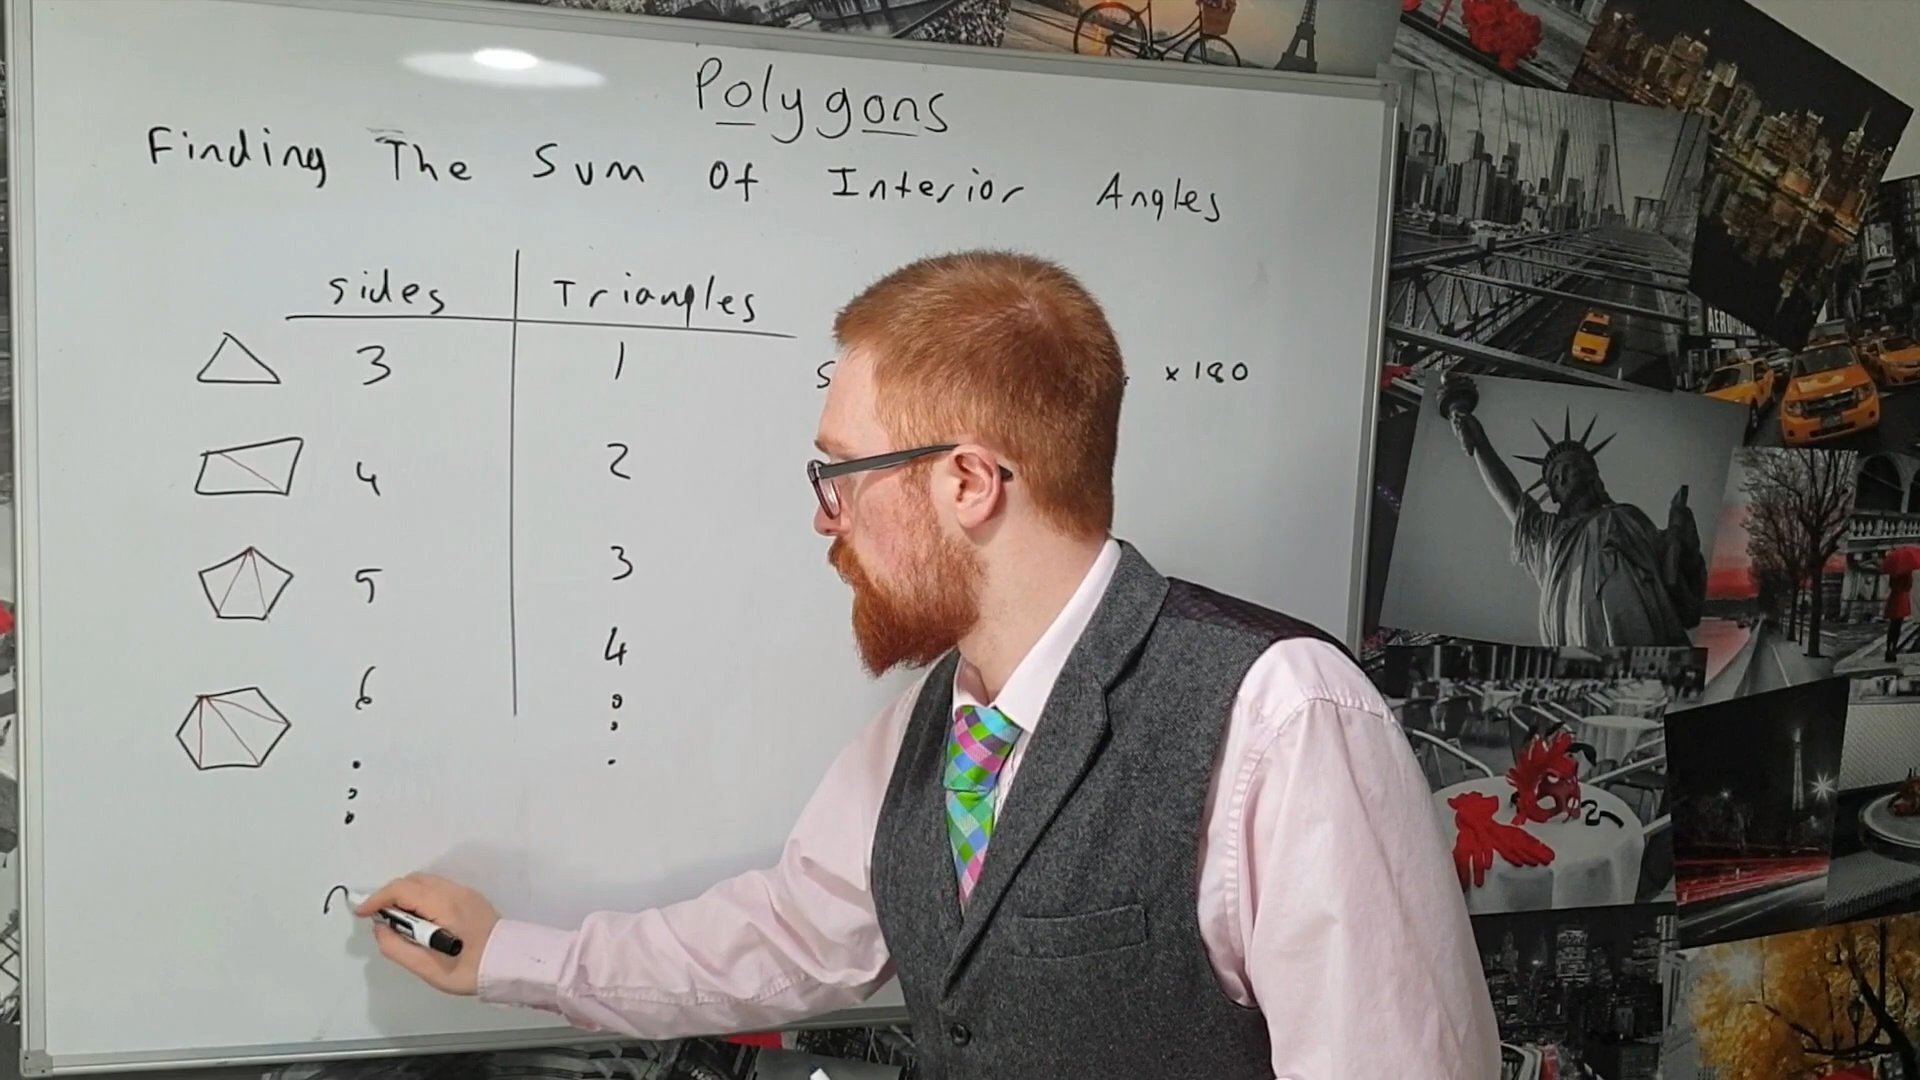 Polygons
Finding The Sum Of Interior Angles
sides Triangles
3 1
4 2
5 3
6 4
n
S
x 180